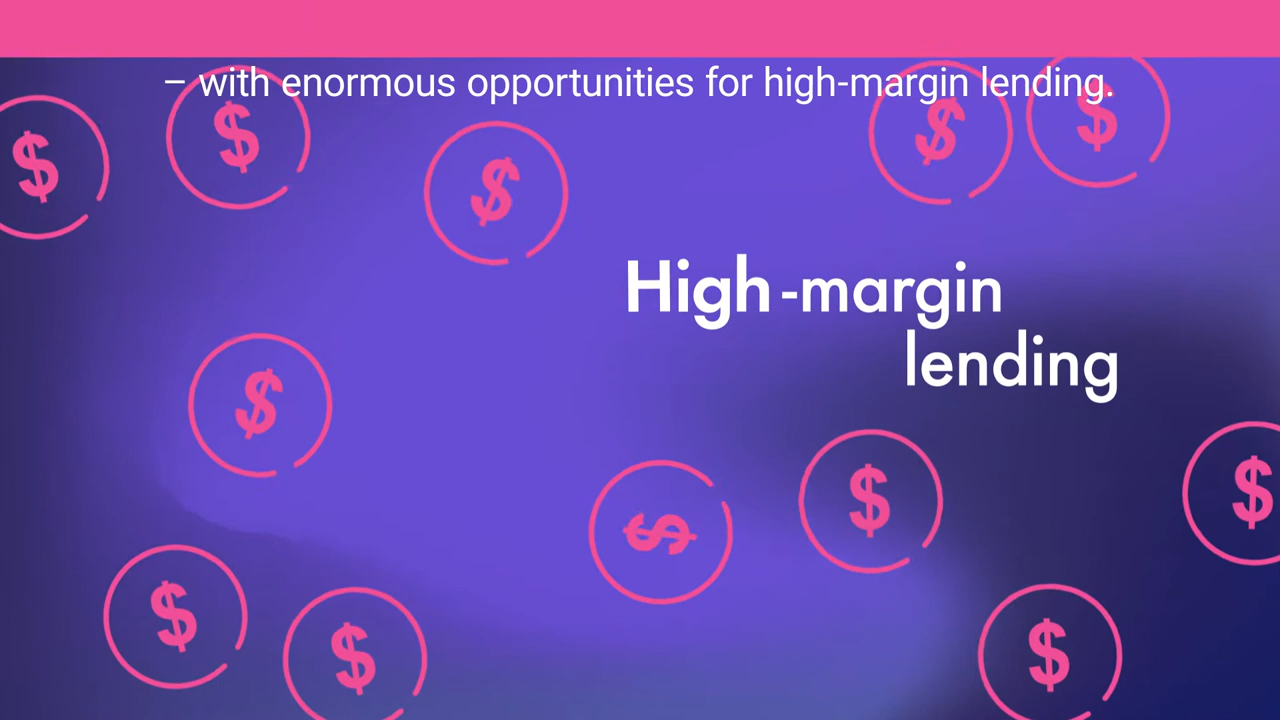 – with enormous opportunities for high-margin lending.
$ $ $ $ $
High-margin
lending
$
$ $ $
$ $ $